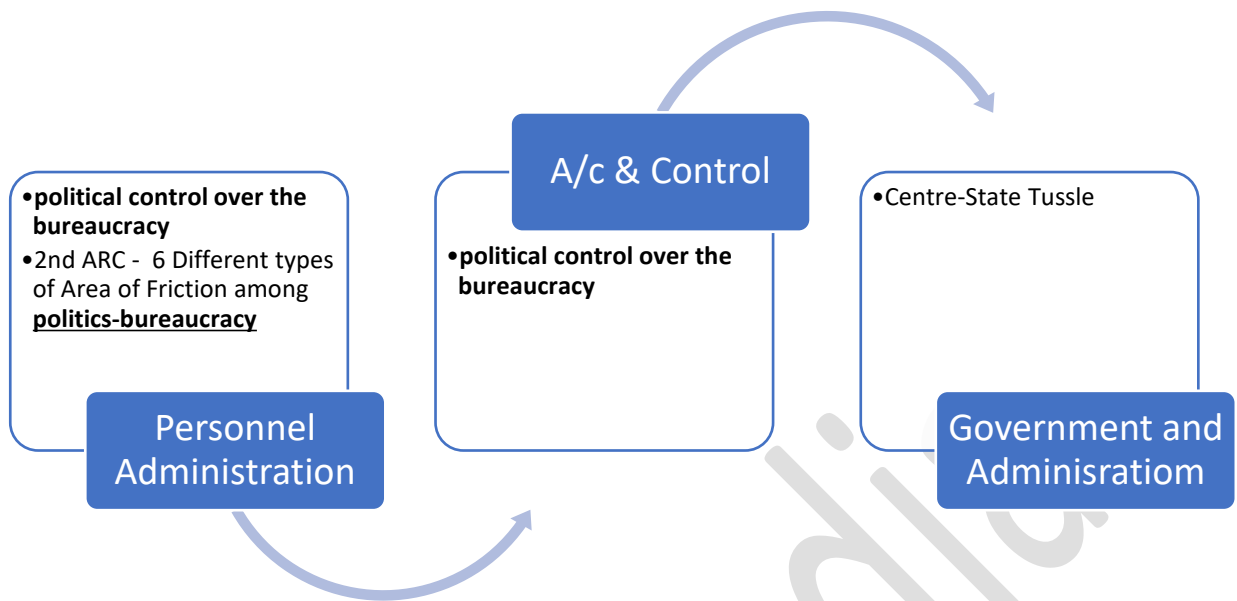 •political control over the
bureaucracy
•2nd ARC - 6 Different types
of Area of Friction among
politics-bureaucracy
Personnel
Administration
A/c & Control
•political control over the
bureaucracy
•Centre-State Tussle
Government and
Adminisratiom